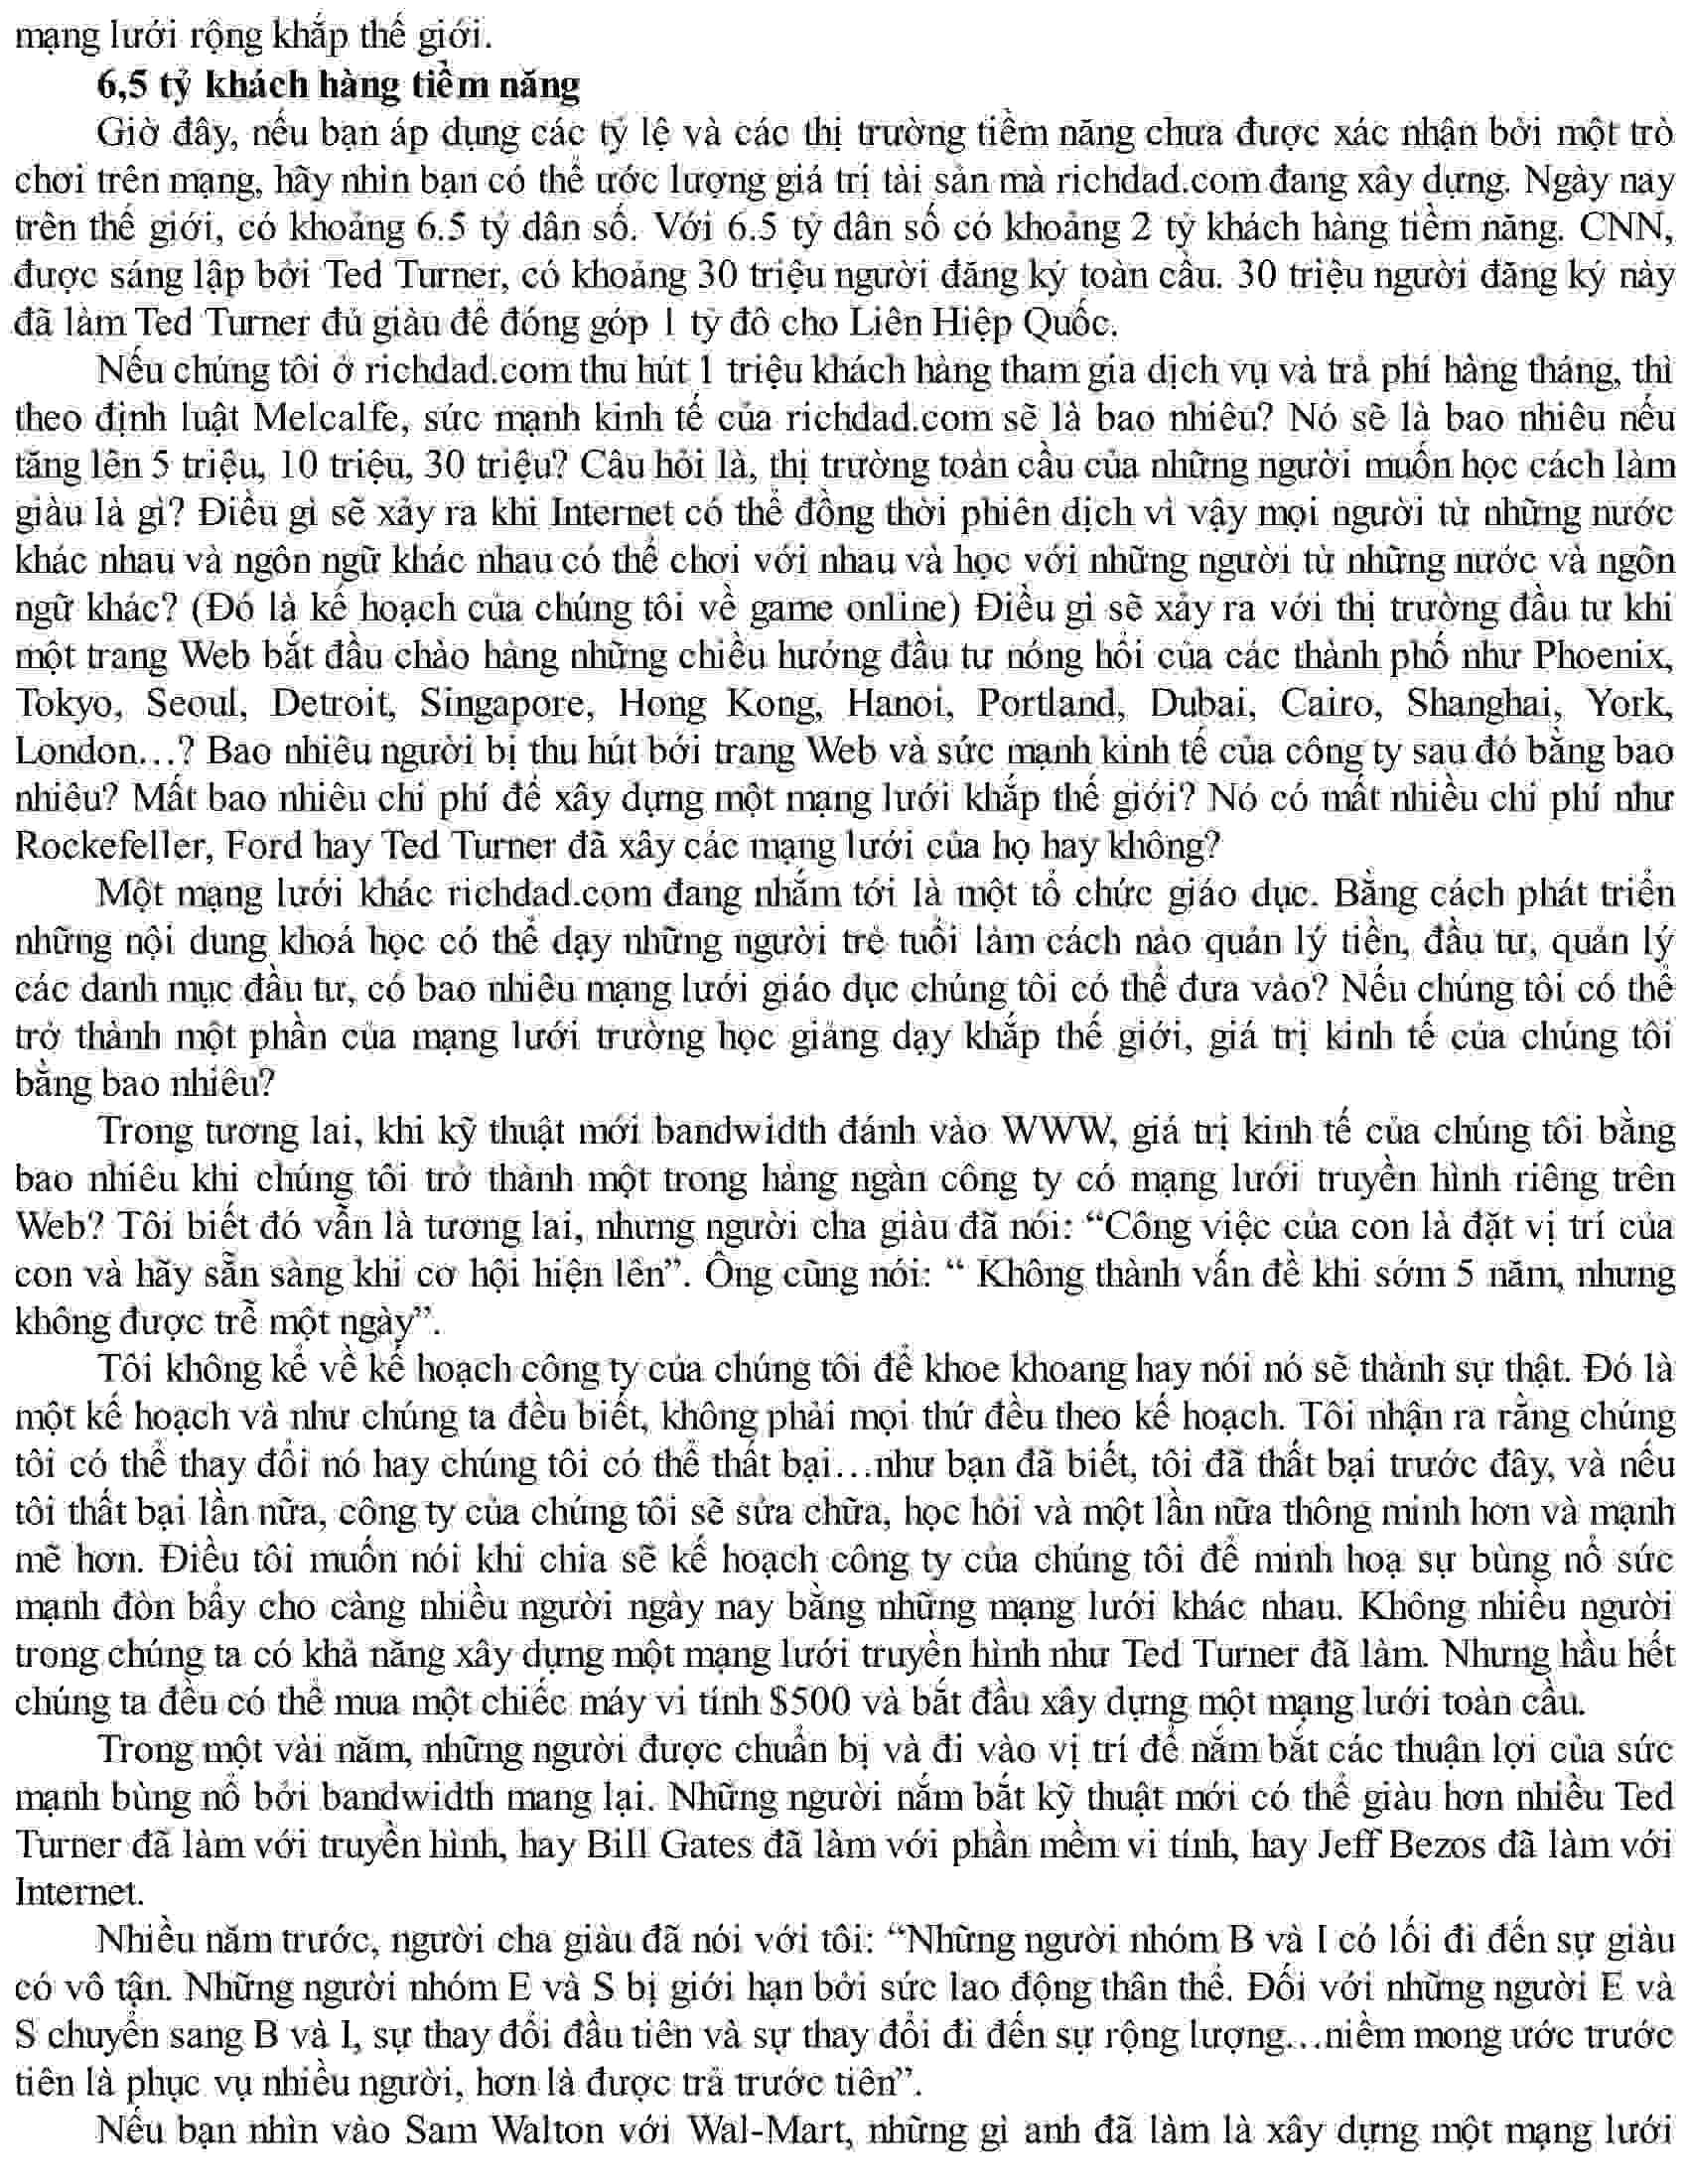 mạng lưới rộng khắp thế giới.
6,5 tỷ khách hàng tiềm năng
Giờ đây, nếu bạn áp dụng các tỷ lệ và các thị trường tiềm năng chưa được xác nhận bởi một trò
chơi trên mạng, hãy nhìn bạn có thể ước lượng giá trị tài sản mà richdad.com đang xây dựng. Ngày nay
trên thế giới, có khoảng 6.5 tỷ dân số. Với 6.5 tỷ dân số có khoảng 2 tỷ khách hàng tiềm năng. CNN,
được sáng lập bởi Ted Turner, có khoảng 30 triệu người đăng ký toàn cầu. 30 triệu người đăng ký này
đã làm Ted Turner đủ giàu để đóng góp 1 tỷ đô cho Liên Hiệp Quốc.
Nếu chúng tôi ở richdad.com thu hút 1 triệu khách hàng tham gia dịch vụ và trả phí hàng tháng, thì
theo định luật Melcalfe, sức mạnh kinh tế của richdad.com sẽ là bao nhiêu? Nó sẽ là bao nhiêu nếu
tăng lên 5 triệu, 10 triệu, 30 triệu? Câu hỏi là, thị trường toàn cầu của những người muốn học cách làm
giàu là gì? Điều gì sẽ xảy ra khi Internet có thể đồng thời phiên dịch vì vậy mọi người từ những nước
khác nhau và ngôn ngữ khác nhau có thể chơi với nhau và học với những người từ những nước và ngôn
ngữ khác? (Đó là kế hoạch của chúng tôi về game online) Điều gì sẽ xảy ra với thị trường đầu tư khi
một trang Web bắt đầu chào hàng những chiều hướng đầu tư nóng hổi của các thành phố như Phoenix,
Tokyo, Seoul, Detroit, Singapore, Hong Kong, Hanoi, Portland, Dubai, Cairo, Shanghai, York,
London…? Bao nhiêu người bị thu hút bởi trang Web và sức mạnh kinh tế của công ty sau đó bằng bao
nhiêu? Mất bao nhiêu chi phí để xây dựng một mạng lưới khắp thế giới? Nó có mất nhiều chi phí như
Rockefeller, Ford hay Ted Turner đã xây các mạng lưới của họ hay không?
Một mạng lưới khác richdad.com đang nhắm tới là một tổ chức giáo dục. Bằng cách phát triển
những nội dung khoá học có thể dạy những người trẻ tuổi làm cách nào quản lý tiền, đầu tư, quản lý
các danh mục đầu tư, có bao nhiêu mạng lưới giáo dục chúng tôi có thể đưa vào? Nếu chúng tôi có thể
trở thành một phần của mạng lưới trường học giảng dạy khắp thế giới, giá trị kinh tế của chúng tôi
bằng bao nhiêu?
Trong tương lai, khi kỹ thuật mới bandwidth đánh vào WWW, giá trị kinh tế của chúng tôi bằng
bao nhiêu khi chúng tôi trở thành một trong hàng ngàn công ty có mạng lưới truyền hình riêng trên
Web? Tôi biết đó vẫn là tương lai, nhưng người cha giàu đã nói: “Công việc của con là đặt vị trí của
con và hãy sẵn sàng khi cơ hội hiện lên”. Ông cũng nói: “ Không thành vấn đề khi sớm 5 năm, nhưng
không được trễ một ngày”.
Tôi không kể về kế hoạch công ty của chúng tôi để khoe khoang hay nói nó sẽ thành sự thật. Đó là
một kế hoạch và như chúng ta đều biết, không phải mọi thứ đều theo kế hoạch. Tôi nhận ra rằng chúng
tôi có thể thay đổi nó hay chúng tôi có thể thất bại…như bạn đã biết, tôi đã thất bại trước đây, và nếu
tôi thất bại lần nữa, công ty của chúng tôi sẽ sửa chữa, học hỏi và một lần nữa thông minh hơn và mạnh
mẽ hơn. Điều tôi muốn nói khi chia sẽ kế hoạch công ty của chúng tôi để minh hoạ sự bùng nổ sức
mạnh đòn bẩy cho càng nhiều người ngày nay bằng những mạng lưới khác nhau. Không nhiều người
trong chúng ta có khả năng xây dựng một mạng lưới truyền hình như Ted Turner đã làm. Nhưng hầu hết
chúng ta đều có thể mua một chiếc máy vi tính $500 và bắt đầu xây dựng một mạng lưới toàn cầu.
Trong một vài năm, những người được chuẩn bị và đi vào vị trí để nắm bắt các thuận lợi của sức
mạnh bùng nổ bởi bandwidth mang lại. Những người nắm bắt kỹ thuật mới có thể giàu hơn nhiều Ted
Turner đã làm với truyền hình, hay Bill Gates đã làm với phần mềm vi tính, hay Jeff Bezos đã làm với
Internet.
Nhiều năm trước, người cha giàu đã nói với tôi: “Những người nhóm B và I có lối đi đến sự giàu
có vô tận. Những người nhóm E và S bị giới hạn bởi sức lao động thân thể. Đối với những người E và
S chuyển sang B và I, sự thay đổi đầu tiên và sự thay đổi đi đến sự rộng lượng…niềm mong ước trước
tiên là phục vụ nhiều người, hơn là được trả trước tiên”.
Nếu bạn nhìn vào Sam Walton với Wal-Mart, những gì anh đã làm là xây dựng một mạng lưới